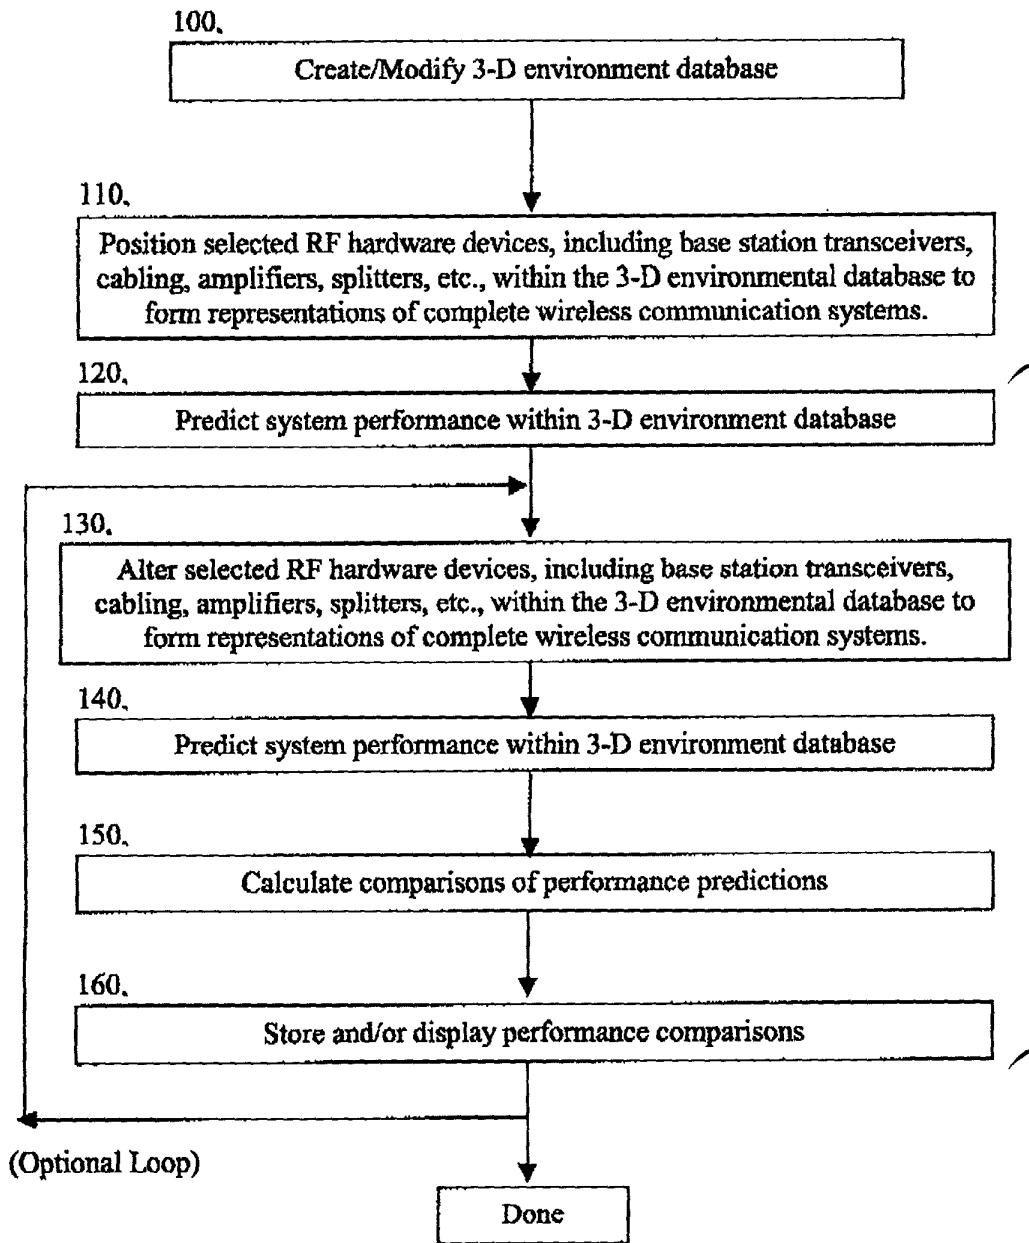 100.
Create/Modify 3-D environment database
110.
Position selected RF hardware devices, including base station transceivers,
cabling, amplifiers, splitters, etc., within the 3-D environmental database to
form representations of complete wireless communication systems.
120.
Predict system performance within 3-D environment database
130.
Alter selected RF hardware devices, including base station transceivers,
cabling, amplifiers, splitters, etc., within the 3-D environmental database to
form representations of complete wireless communication systems.
140.
Predict system performance within 3-D environment database
150.
Calculate comparisons of performance predictions
160.
Store and/or display performance comparisons
(Optional Loop)
Done